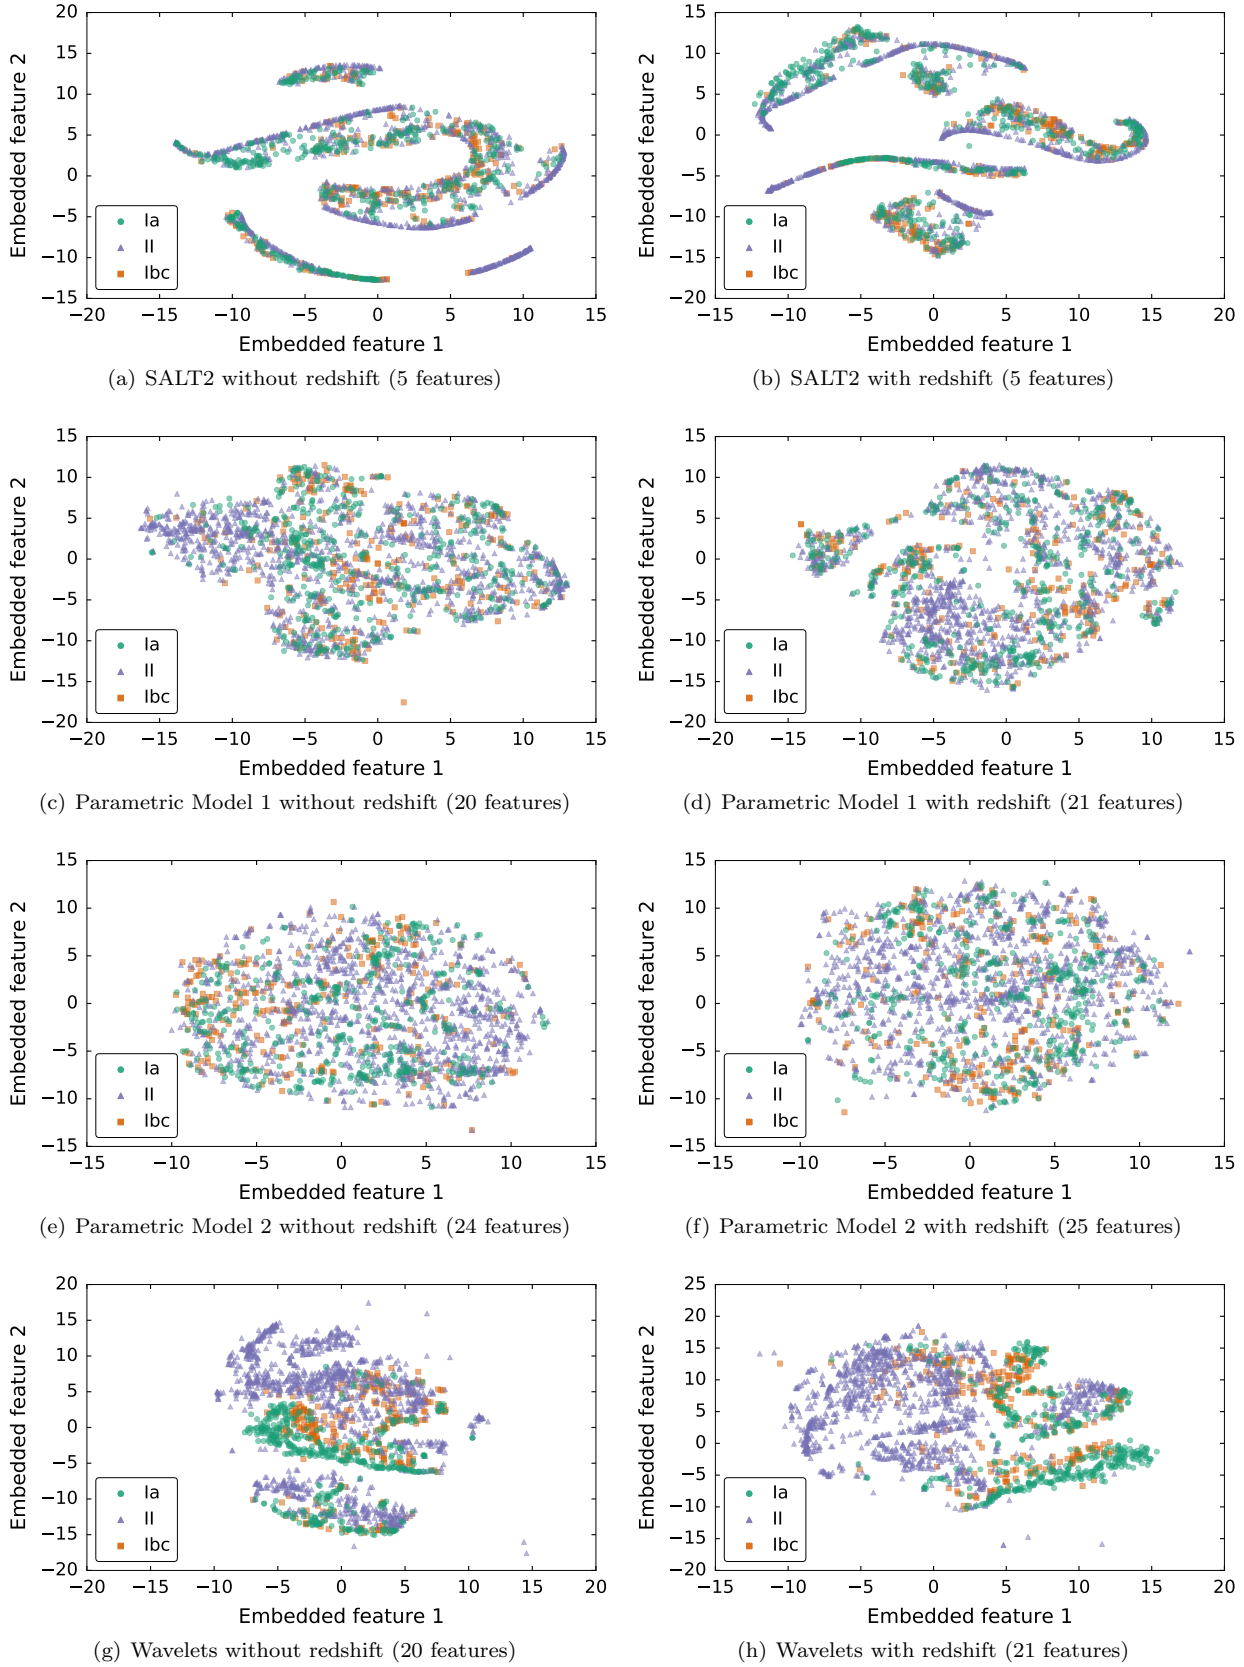 20
15
10
5
0
−5
−10
−15
−20 −15 −10 −5 0 5 10 15
Embedded feature 2
Ia
II
Ibc
Embedded feature 1
(a) SALT2 without redshift (5 features)
15
10
5
0
−5
−10
−15
−20
−15 −10 −5 0 5 10 15 20
Embedded feature 2
Ia
II
Ibc
Embedded feature 1
(b) SALT2 with redshift (5 features)
15
10
5
0
−5
−10
−15
−20
−20 −15 −10 −5 0 5 10 15
Embedded feature 2
Ia
II
Ibc
Embedded feature 1
(c) Parametric Model 1 without redshift (20 features)
15
10
5
0
−5
−10
−15
−20
−15 −10 −5 0 5 10 15 20
Embedded feature 2
Ia
II
Ibc
Embedded feature 1
(d) Parametric Model 1 with redshift (21 features)
15
10
5
0
−5
−10
−15
−15 −10 −5 0 5 10 15
Embedded feature 2
Ia
II
Ibc
Embedded feature 1
(e) Parametric Model 2 without redshift (24 features)
15
10
5
0
−5
−10
−15
−15 −10 −5 0 5 10 15
Embedded feature 2
Ia
II
Ibc
Embedded feature 1
(f) Parametric Model 2 with redshift (25 features)
20
15
10
5
0
−5
−10
−15
−20
−20 −15 −10 −5 0 5 10 15 20
Embedded feature 2
Ia
II
Ibc
Embedded feature 1
(g) Wavelets without redshift (20 features)
25
20
15
10
5
0
−5
−10
−15
−20
−15 −10 −5 0 5 10 15 20
Embedded feature 2
Ia
II
Ibc
Embedded feature 1
(h) Wavelets with redshift (21 features)